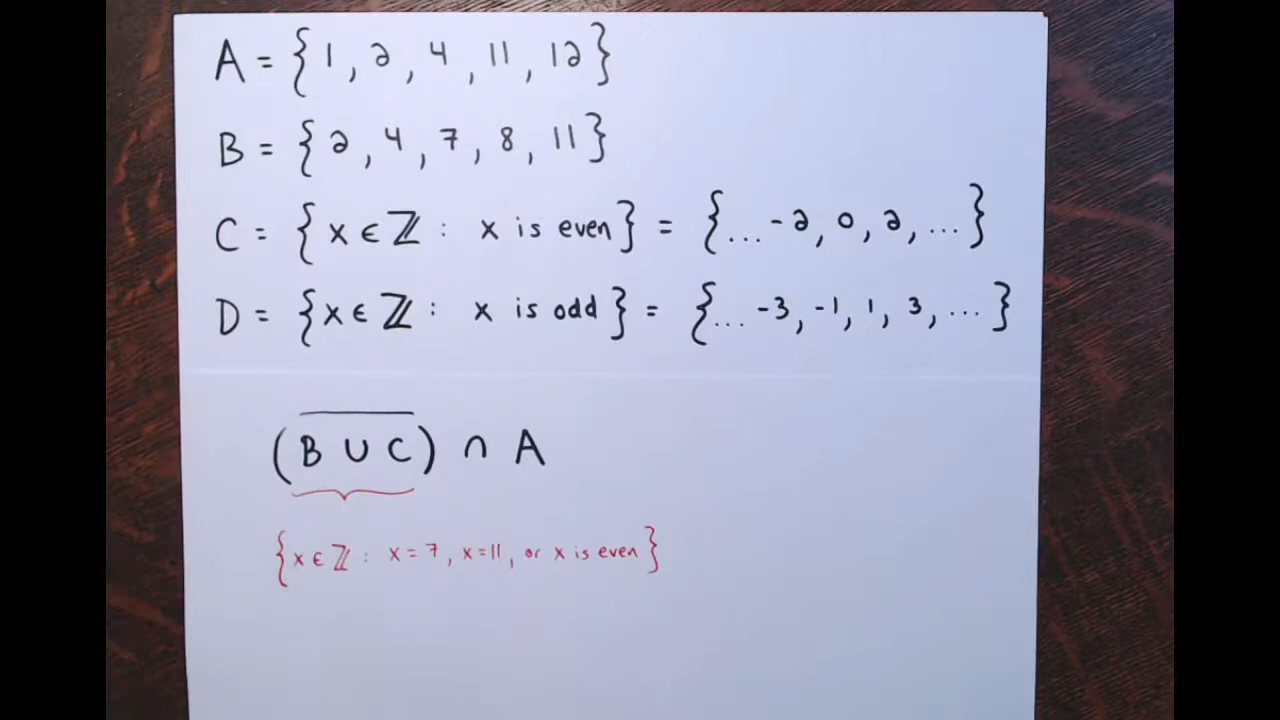 A = {1, 2, 4, 11, 12}
B = {2, 4, 7, 8, 11}
C = {x ∈ ℤ : x is even} = {... -2, 0, 2, ...}
D = {x ∈ ℤ : x is odd} = {... -3, -1, 1, 3, ...}
(\overline{B ∪ C}) ∩ A
{x ∈ ℤ : x = 7, x = 11, or x is even}